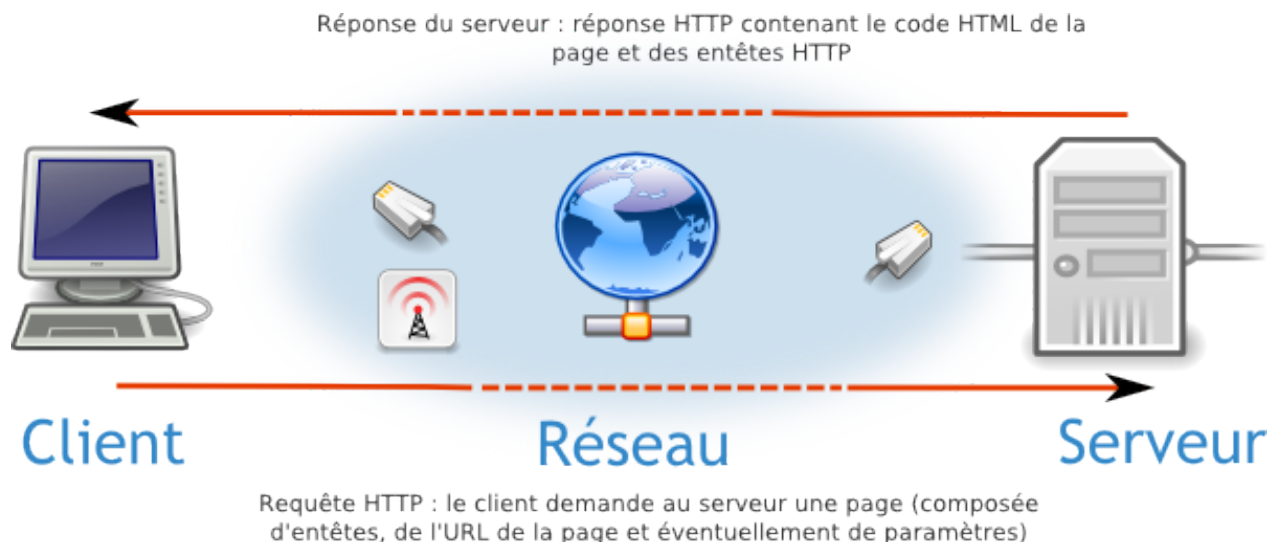 Réponse du serveur : réponse HTTP contenant le code HTML de la
page et des entêtes HTTP
Client
Réseau
Serveur
Requête HTTP : le client demande au serveur une page (composée
d'entêtes, de l'URL de la page et éventuellement de paramètres)